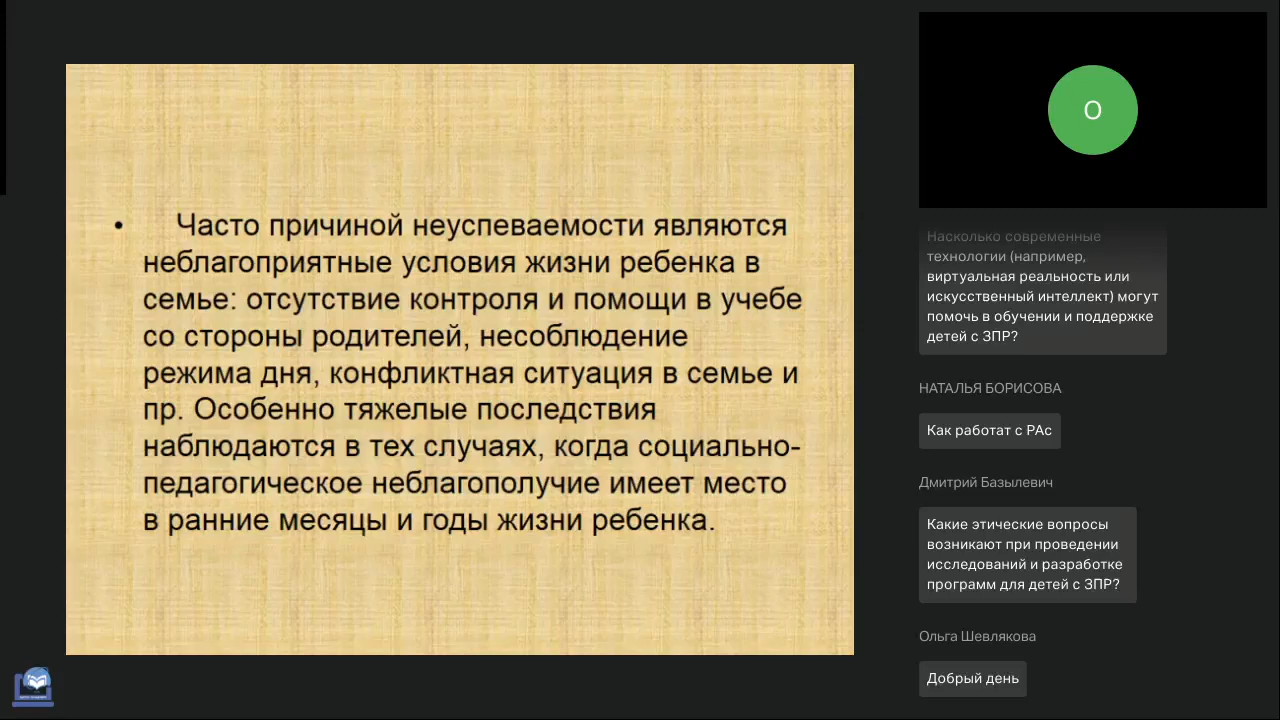 • Часто причиной неуспеваемости являются
неблагоприятные условия жизни ребенка в
семье: отсутствие контроля и помощи в учебе
со стороны родителей, несоблюдение
режима дня, конфликтная ситуация в семье и
пр. Особенно тяжелые последствия
наблюдаются в тех случаях, когда социально-
педагогическое неблагополучие имеет место
в ранние месяцы и годы жизни ребенка.
О
Насколько современные
технологии (например,
виртуальная реальность или
искусственный интеллект) могут
помочь в обучении и поддержке
детей с ЗПР?
НАТАЛЬЯ БОРИСОВА
Как работат с РАс
Дмитрий Базылевич
Какие этические вопросы
возникают при проведении
исследований и разработке
программ для детей с ЗПР?
Ольга Шевлякова
Добрый день